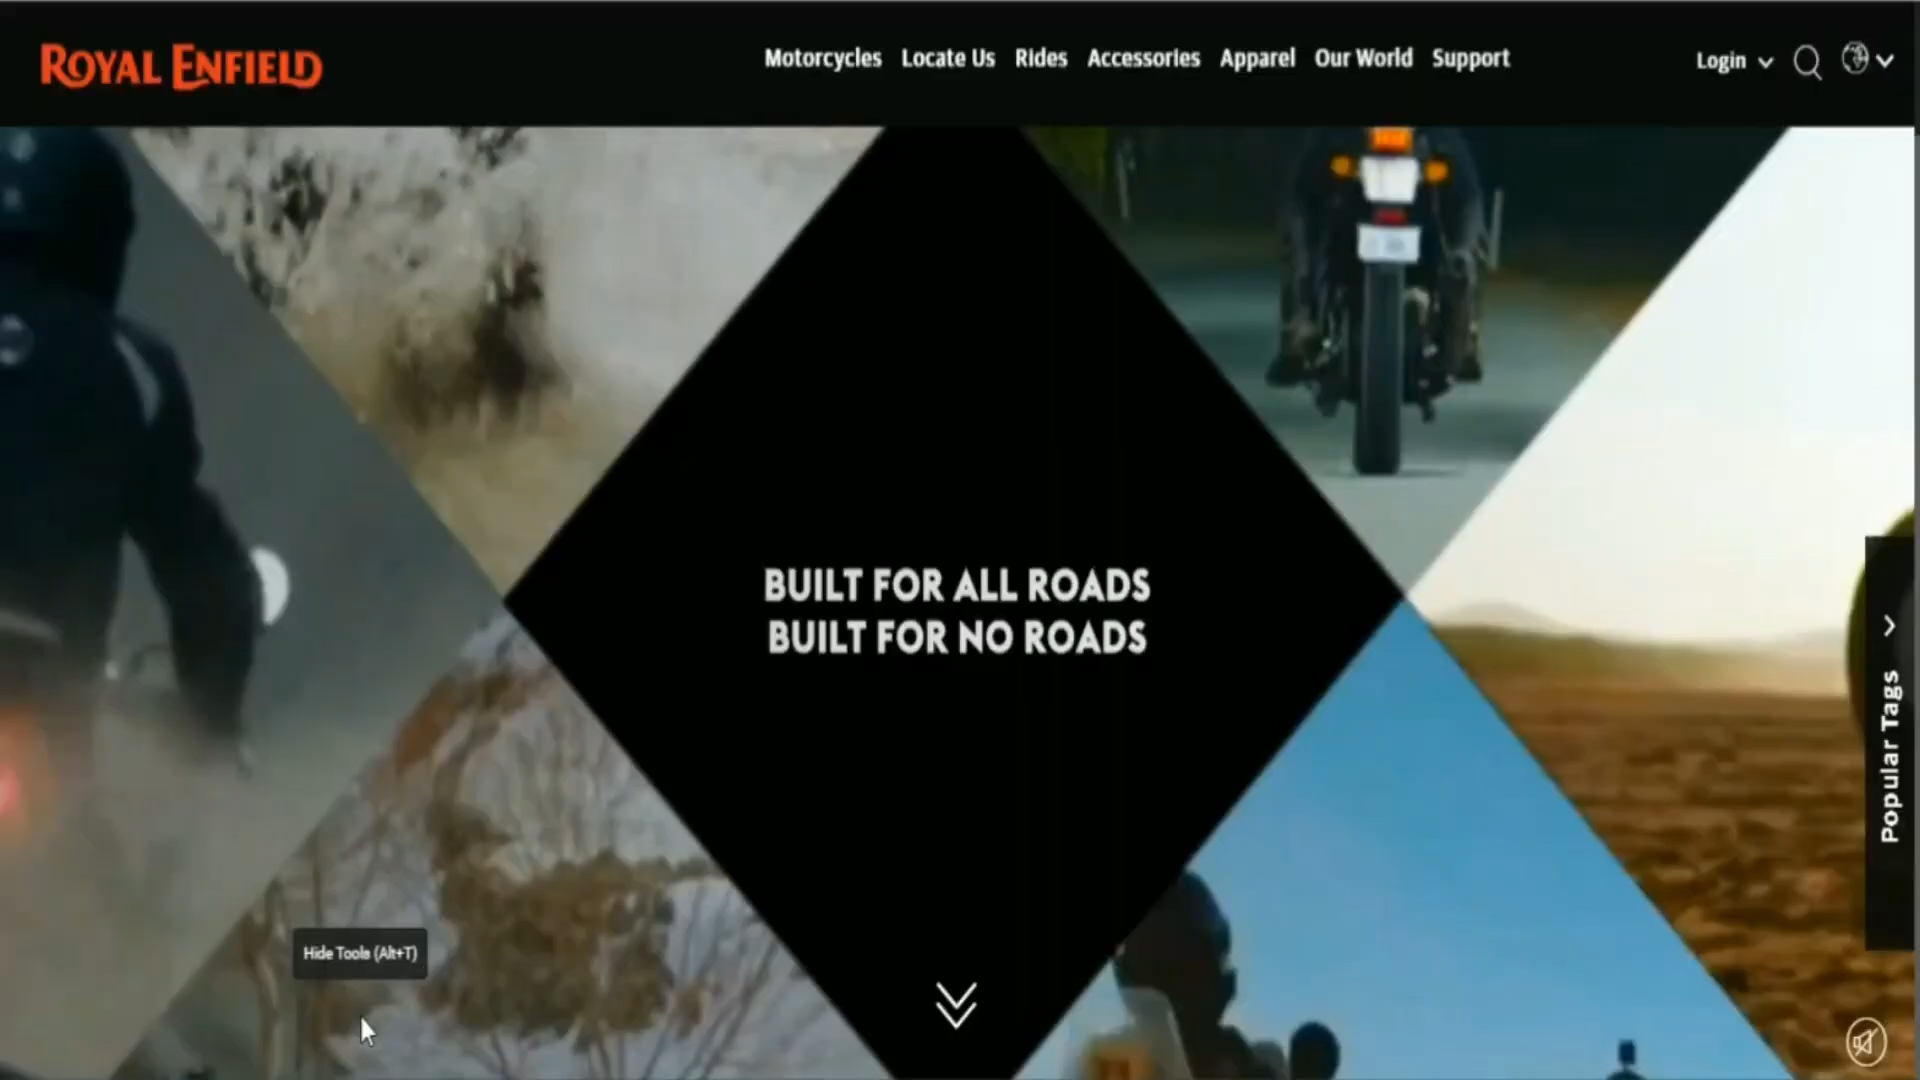 ROYAL ENFIELD
Motorcycles Locate Us Rides Accessories Apparel Our World Support
Login
BUILT FOR ALL ROADS
BUILT FOR NO ROADS
Popular Tags
Hide Tools (Alt+T)